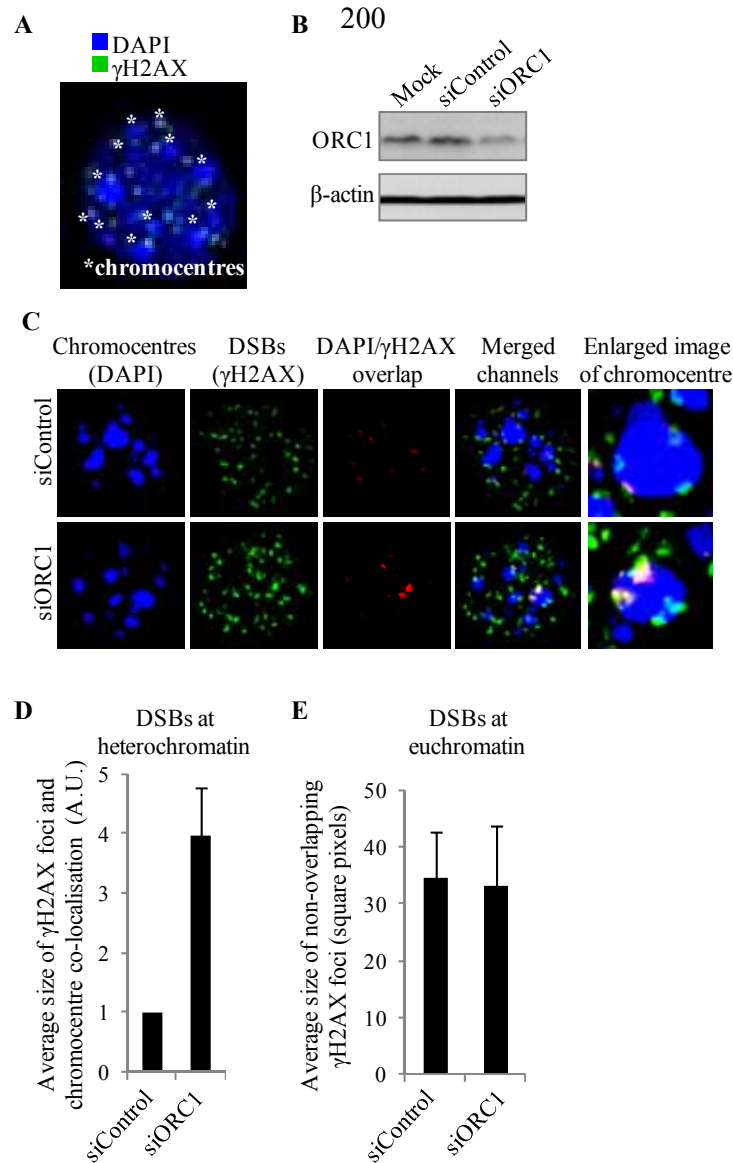 200
A
DAPI
γH2AX
* * * * * * * * * * * *
*chromocentres
B
Mock
siControl
siORC1
ORC1
β-actin
C
Chromocentres
(DAPI)
DSBs
(γH2AX)
DAPI/γH2AX
overlap
Merged
channels
Enlarged image
of chromocentre
siControl
siORC1
D
DSBs at
heterochromatin
Average size of γH2AX foci and
chromocentre co-localisation (A.U.)
5
4
3
2
1
0
siControl
siORC1
E
DSBs at
euchromatin
Average size of non-overlapping
γH2AX foci (square pixels)
50
40
30
20
10
0
siControl
siORC1